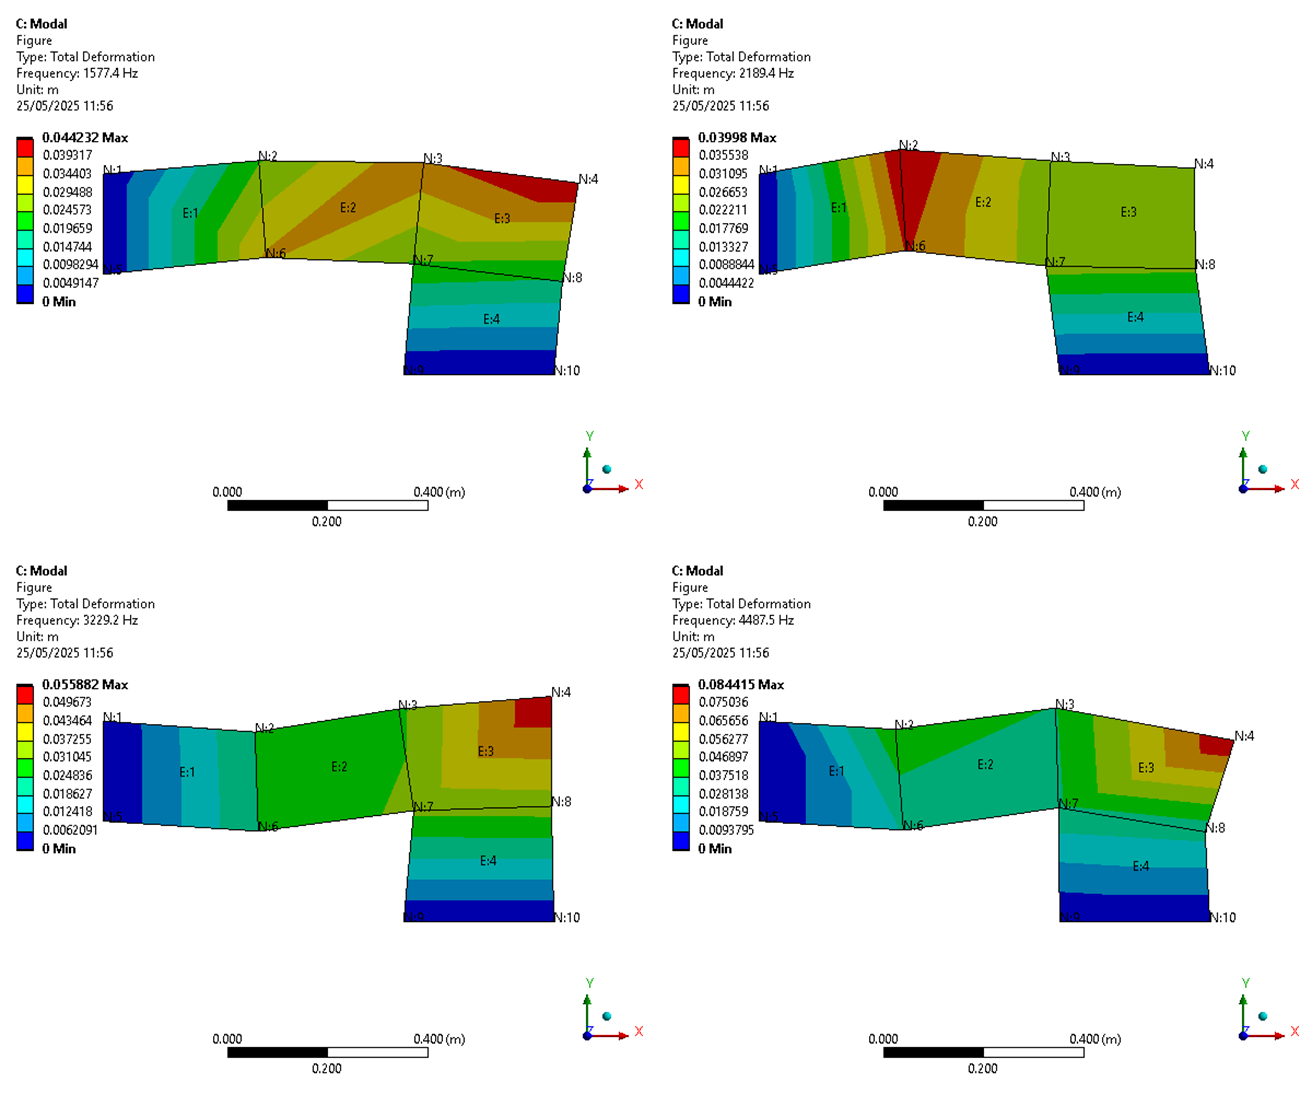 C: Modal
Figure
Type: Total Deformation
Frequency: 1577.4 Hz
Unit: m
25/05/2025 11:56
0.044232 Max
0.039317
0.034403
0.029488
0.024573
0.019659
0.014744
0.0098294
0.0049147
0 Min
N:1
N:2
N:3
N:4
E:1
E:2
E:3
N:6
N:7
N:8
E:4
N:10
Y
Z
X
0.000
0.400 (m)
0.200
C: Modal
Figure
Type: Total Deformation
Frequency: 2189.4 Hz
Unit: m
25/05/2025 11:56
0.03998 Max
0.035538
0.031095
0.026653
0.022211
0.017769
0.013327
0.0088844
0.0044422
0 Min
N:1
N:2
N:3
N:4
E:1
E:2
E:3
N:6
N:7
N:8
E:4
N:10
Y
Z
X
0.000
0.400 (m)
0.200
C: Modal
Figure
Type: Total Deformation
Frequency: 3229.2 Hz
Unit: m
25/05/2025 11:56
0.055882 Max
0.049673
0.043464
0.037255
0.031045
0.024836
0.018627
0.012418
0.0062091
0 Min
N:1
N:2
N:3
N:4
E:1
E:2
E:3
N:6
N:7
N:8
E:4
N:10
Y
Z
X
0.000
0.400 (m)
0.200
C: Modal
Figure
Type: Total Deformation
Frequency: 4487.5 Hz
Unit: m
25/05/2025 11:56
0.084415 Max
0.075036
0.065656
0.056277
0.046897
0.037518
0.028138
0.018759
0.0093795
0 Min
N:1
N:2
N:3
N:4
E:1
E:2
E:3
N:6
N:7
N:8
E:4
N:10
Y
Z
X
0.000
0.400 (m)
0.200